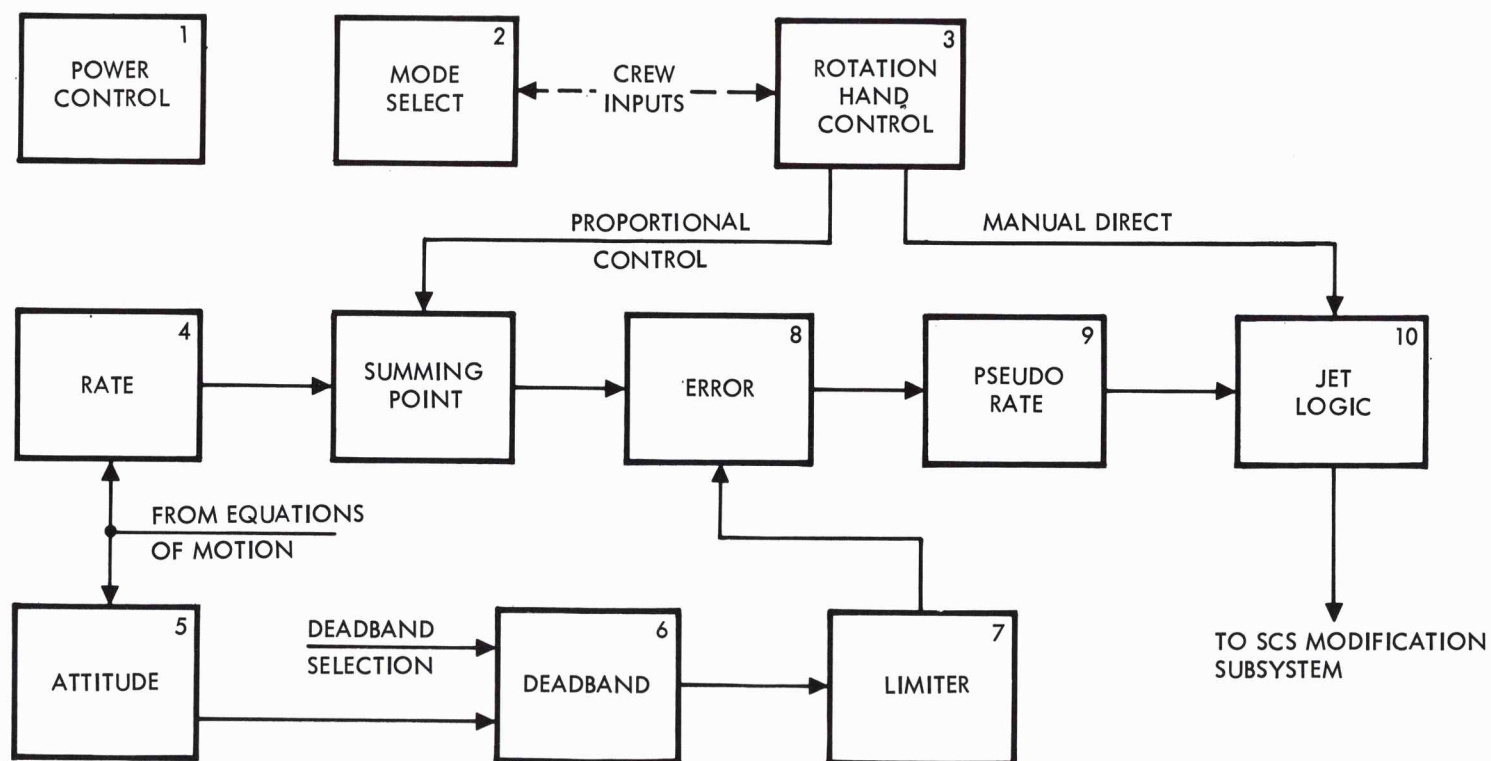 1
POWER
CONTROL
2
MODE
SELECT
CREW
INPUTS
3
ROTATION
HAND
CONTROL
PROPORTIONAL
CONTROL
MANUAL DIRECT
4
RATE
SUMMING
POINT
8
ERROR
9
PSEUDO
RATE
10
JET
LOGIC
FROM EQUATIONS
OF MOTION
5
ATTITUDE
DEADBAND
SELECTION
6
DEADBAND
7
LIMITER
TO SCS MODIFICATION
SUBSYSTEM